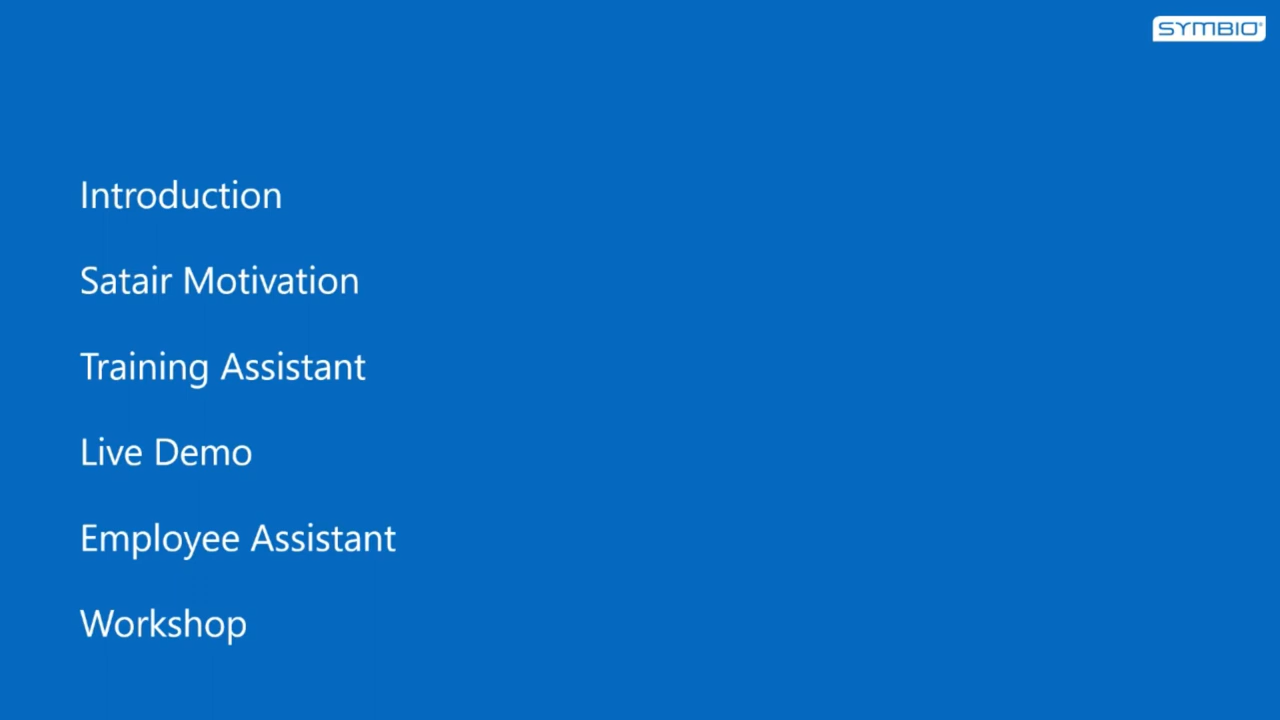 SYMBIO®
Introduction
Satair Motivation
Training Assistant
Live Demo
Employee Assistant
Workshop